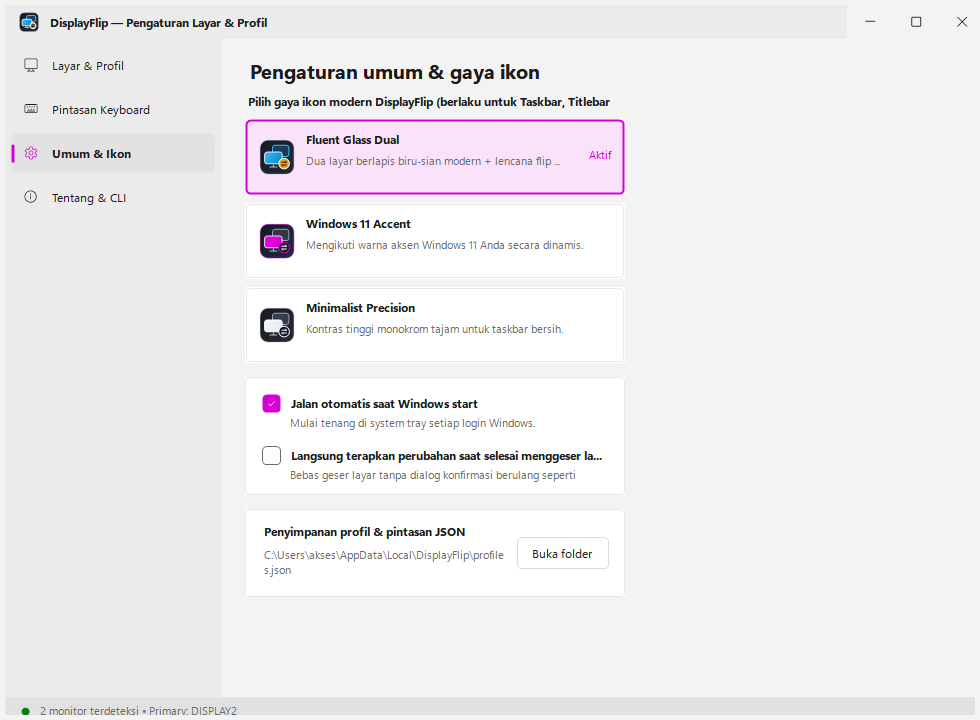 DisplayFlip — Pengaturan Layar & Profil
Layar & Profil
Pintasan Keyboard
Umum & Ikon
Tentang & CLI
Pengaturan umum & gaya ikon
Pilih gaya ikon modern DisplayFlip (berlaku untuk Taskbar, Titlebar
Fluent Glass Dual
Dua layar berlapis biru-sian modern + lencana flip ...
Aktif
Windows 11 Accent
Mengikuti warna aksen Windows 11 Anda secara dinamis.
Minimalist Precision
Kontras tinggi monokrom tajam untuk taskbar bersih.
Jalan otomatis saat Windows start
Mulai tenang di system tray setiap login Windows.
Langsung terapkan perubahan saat selesai menggeser la...
Bebas geser layar tanpa dialog konfirmasi berulang seperti
Penyimpanan profil & pintasan JSON
C:\Users\akses\AppData\Local\DisplayFlip\profile
s.json
Buka folder
2 monitor terdeteksi • Primary: DISPLAY2